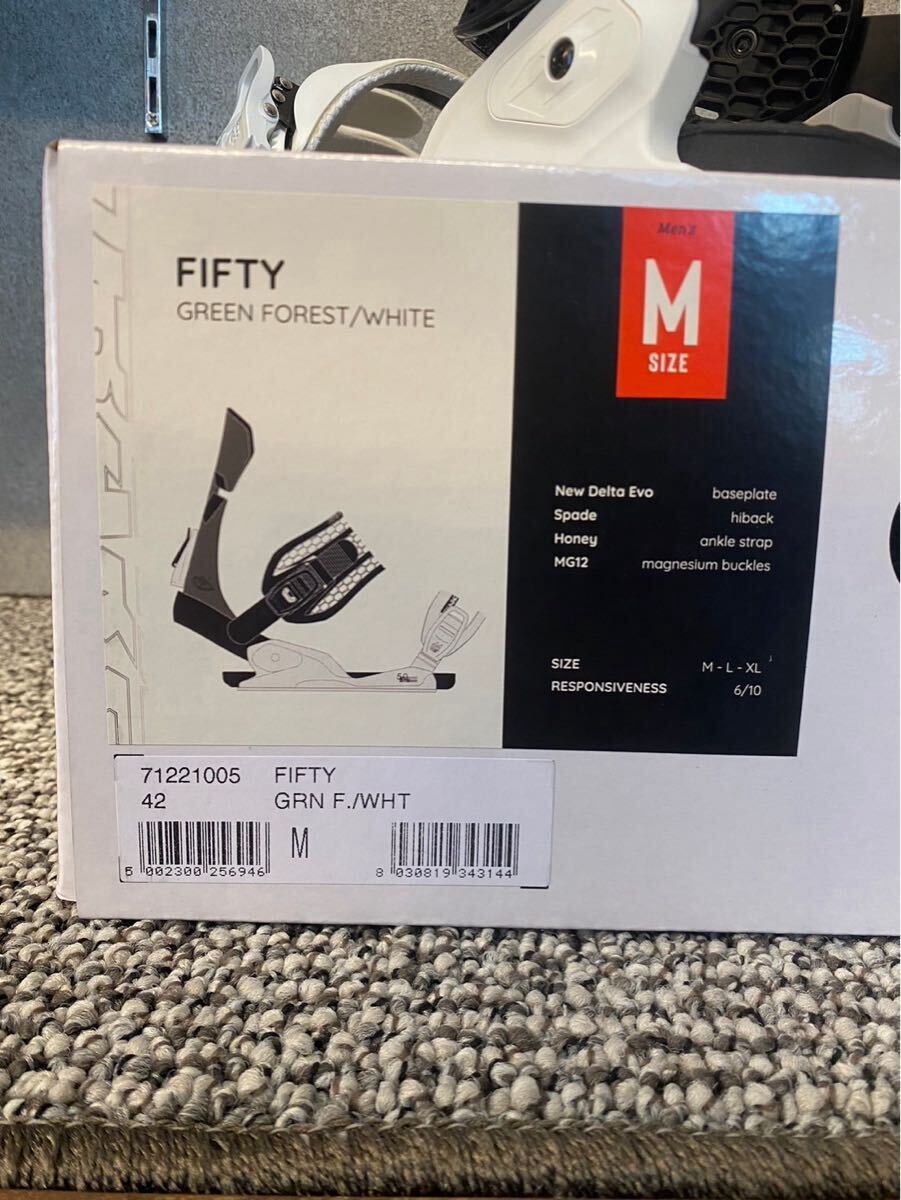 FIFTY
GREEN FOREST/WHITE
Men's
M
SIZE
New Delta Evo baseplate
Spade hiback
Honey ankle strap
MG12 magnesium buckles
SIZE M - L - XL
RESPONSIVENESS 6/10
71221005 FIFTY
42 GRN F./WHT
M
5 002300 256946
8 030819 343144